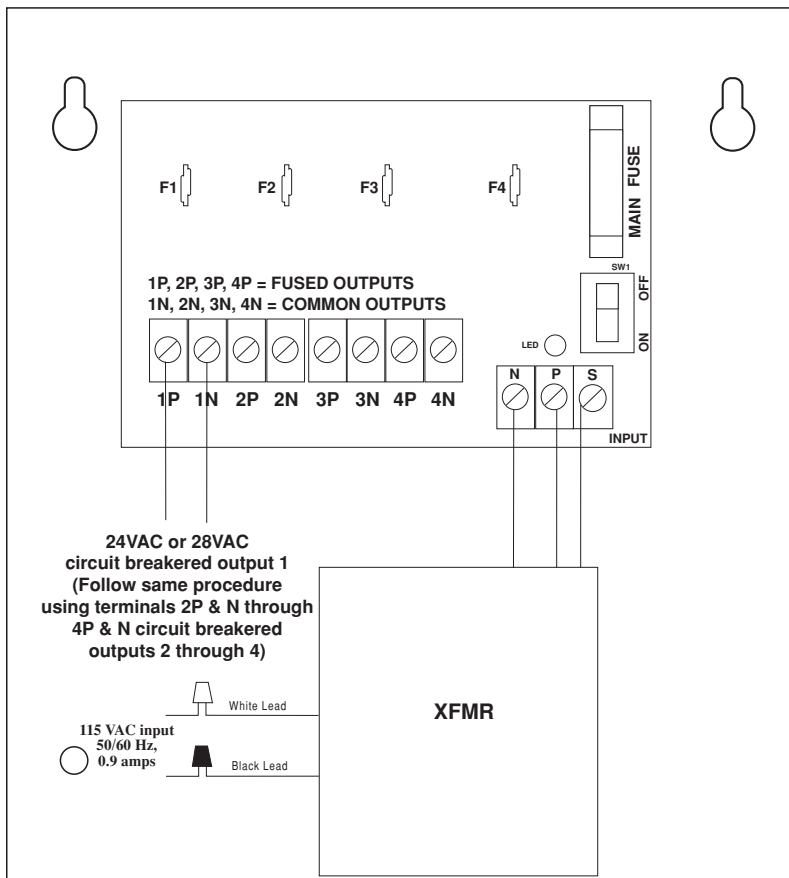 F1
F2
F3
F4
MAIN FUSE
SW1
OFF
ON
1P, 2P, 3P, 4P = FUSED OUTPUTS
1N, 2N, 3N, 4N = COMMON OUTPUTS
LED
N P S
1P 1N 2P 2N 3P 3N 4P 4N
INPUT
24VAC or 28VAC
circuit breakered output 1
(Follow same procedure
using terminals 2P & N through
4P & N circuit breakered
outputs 2 through 4)
White Lead
XFMR
115 VAC input
50/60 Hz,
0.9 amps
Black Lead